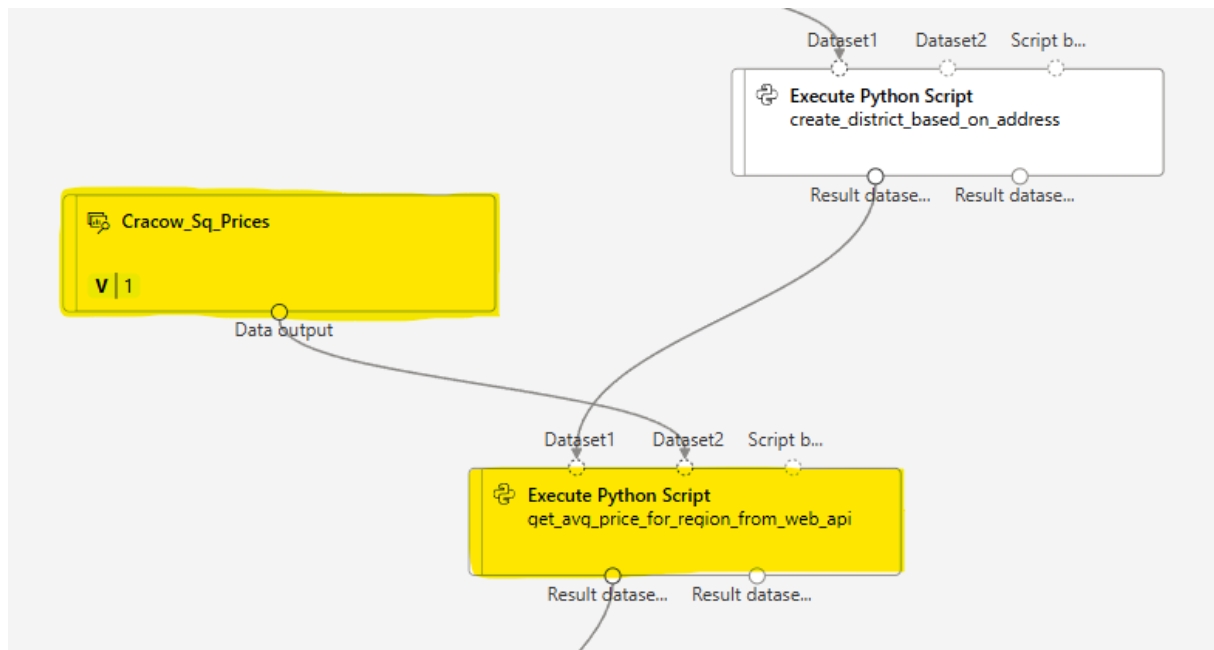 Dataset1 Dataset2 Script b...
Execute Python Script
create_district_based_on_address
Result datase... Result datase...
Cracow_Sq_Prices
V | 1
Data output
Dataset1 Dataset2 Script b...
Execute Python Script
get_avg_price_for_region_from_web_api
Result datase... Result datase...